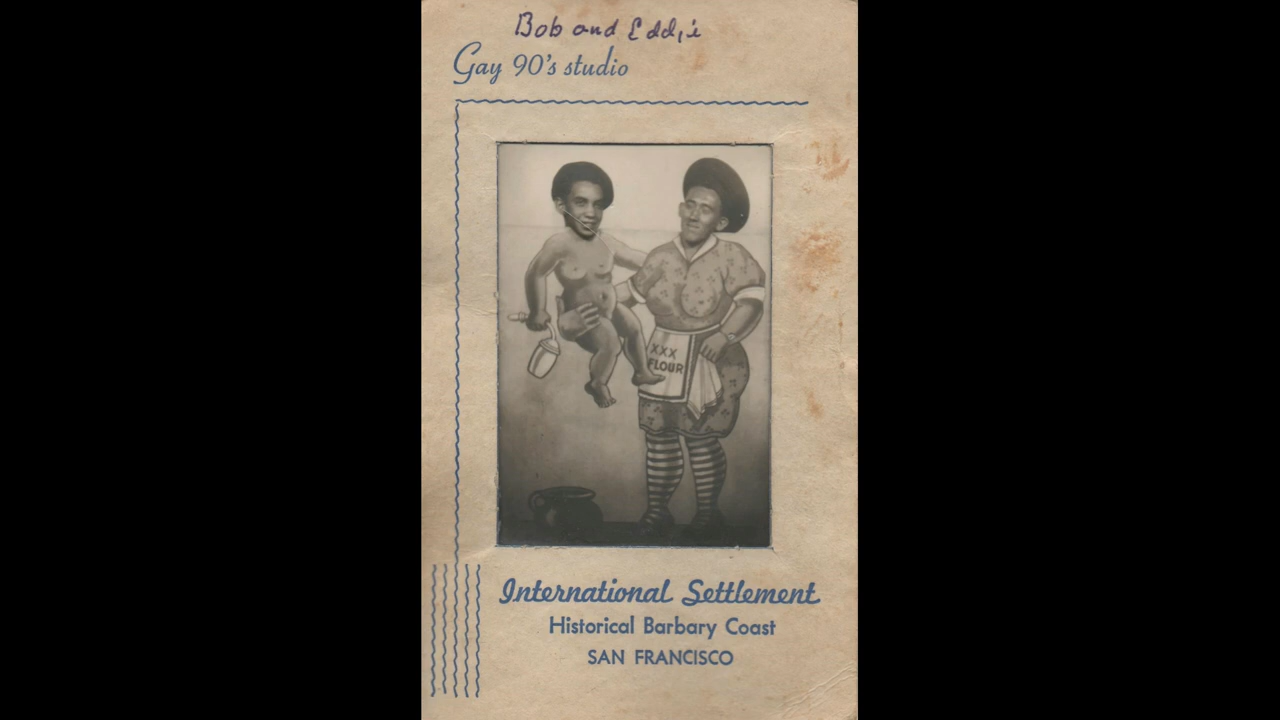 Bob and Eddie
Gay 90's studio
XXX
FLOUR
International Settlement
Historical Barbary Coast
SAN FRANCISCO